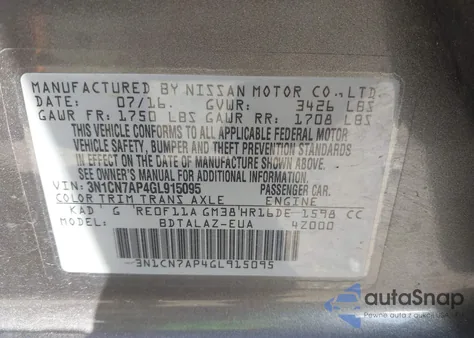 MANUFACTURED BY NISSAN MOTOR CO., LTD.
DATE: 07/16. GVWR: 3426 LBS
GAWR FR: 1750 LBS GAWR RR: 1708 LBS
THIS VEHICLE CONFORMS TO ALL APPLICABLE FEDERAL MOTOR
VEHICLE SAFETY, BUMPER AND THEFT PREVENTION STANDARDS
IN EFFECT ON THE DATE OF MANUFACTURE SHOWN ABOVE.
SEE OWNER'S MANUAL FOR ADDITIONAL INFORMATION
VIN: 3N1CN7AP4GL915095 PASSENGER CAR
COLOR TRIM TRANS AXLE ENGINE
KAD G RE0F11A GM38 HR16DE-1598 CC
MODEL: BDTALAZ-EUA 42000
3N1CN7AP4GL915095
autoSnap
Pewne auto z USA